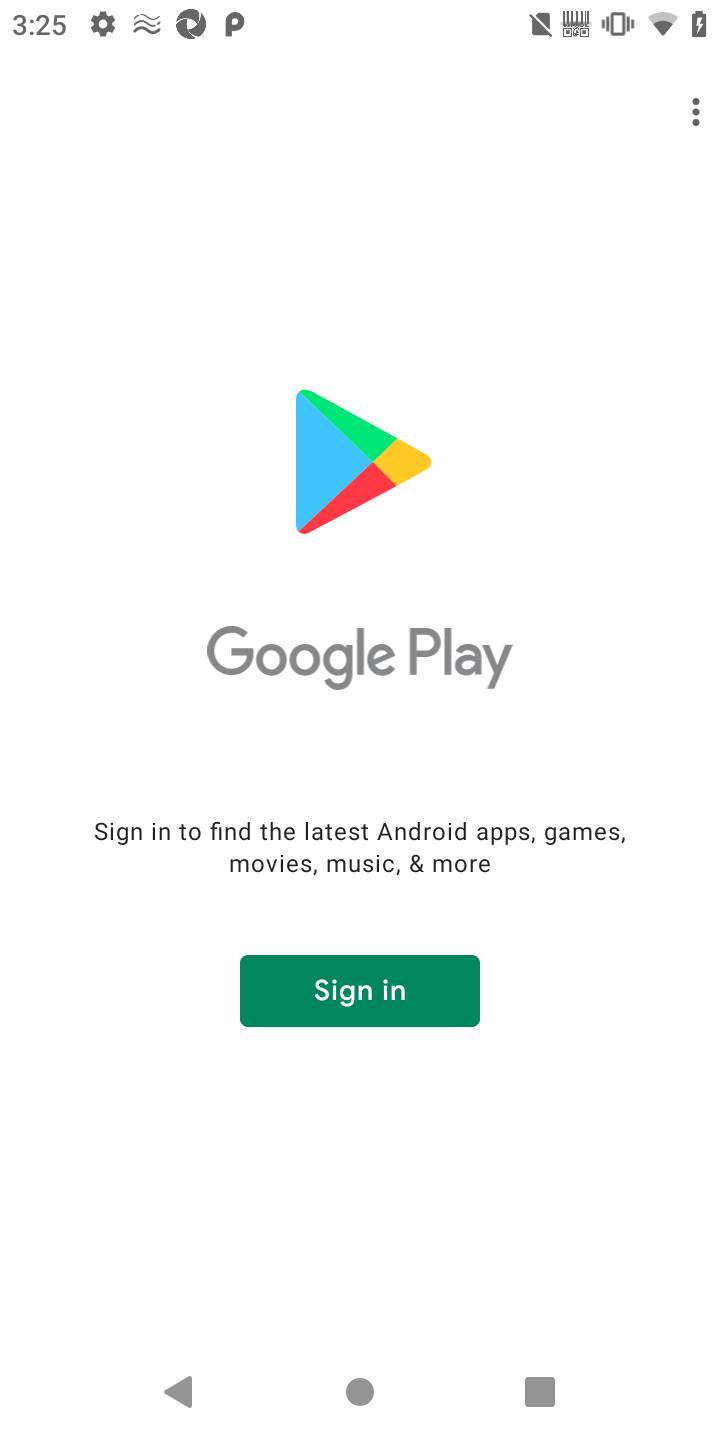 3:25
Google Play
Sign in to find the latest Android apps, games,
movies, music, & more
Sign in